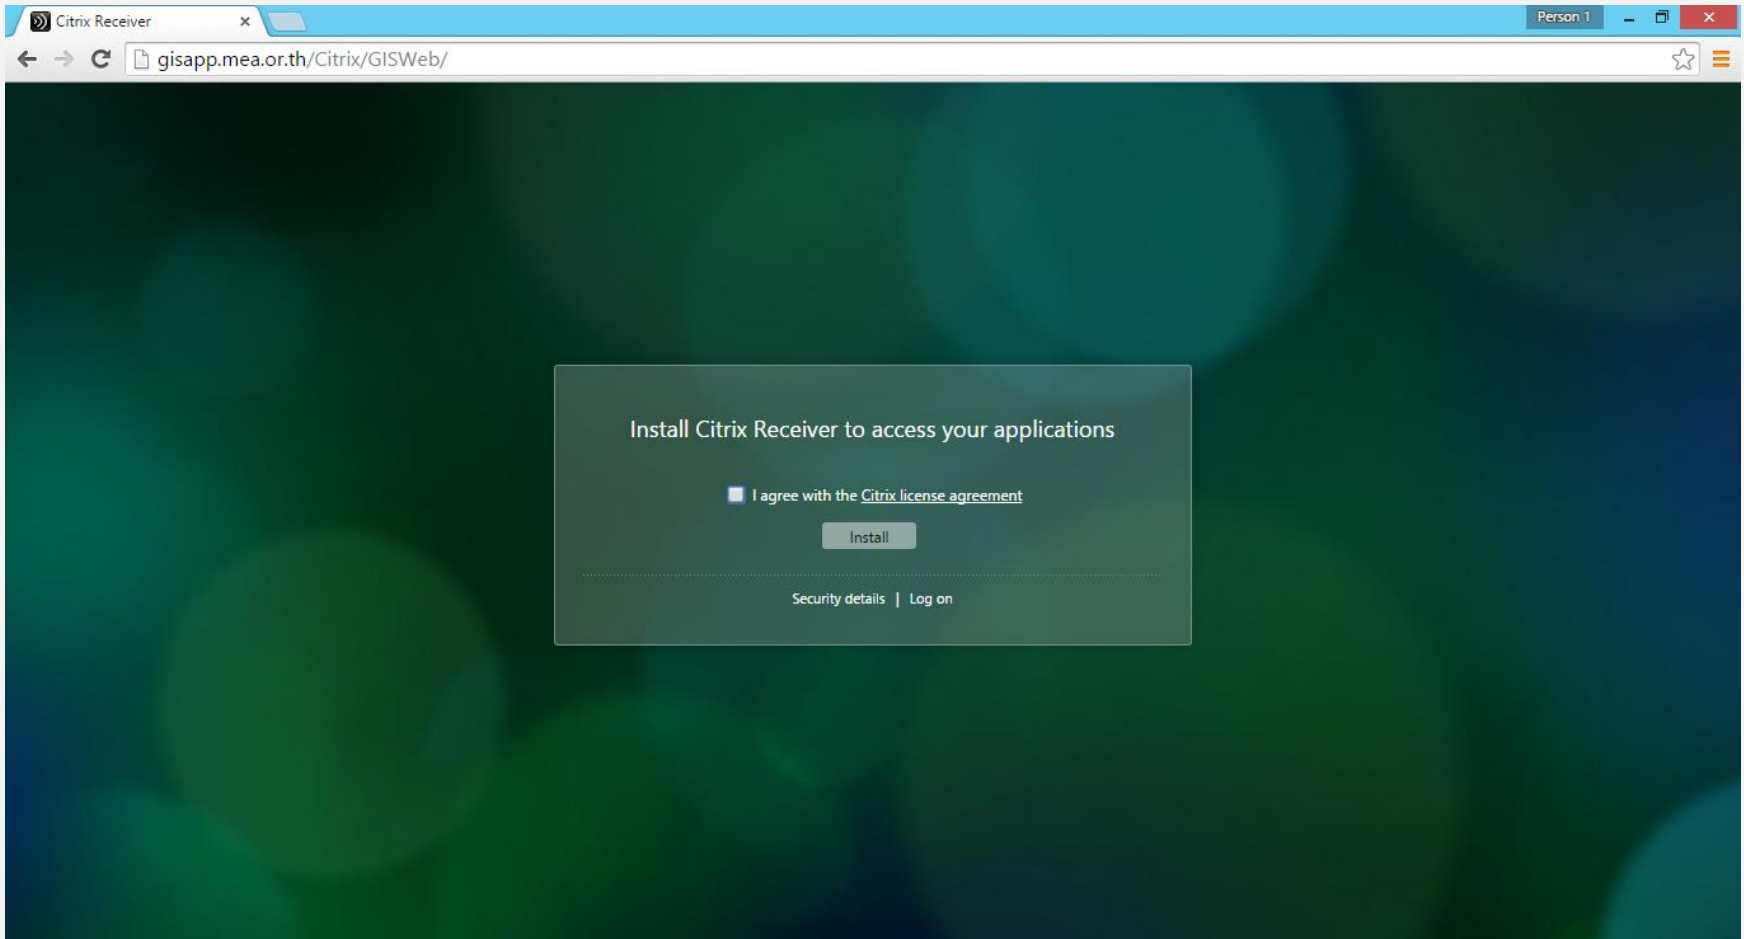 Citrix Receiver
Person 1
gisapp.mea.or.th/Citrix/GISWeb/
Install Citrix Receiver to access your applications
I agree with the Citrix license agreement
Install
Security details | Log on